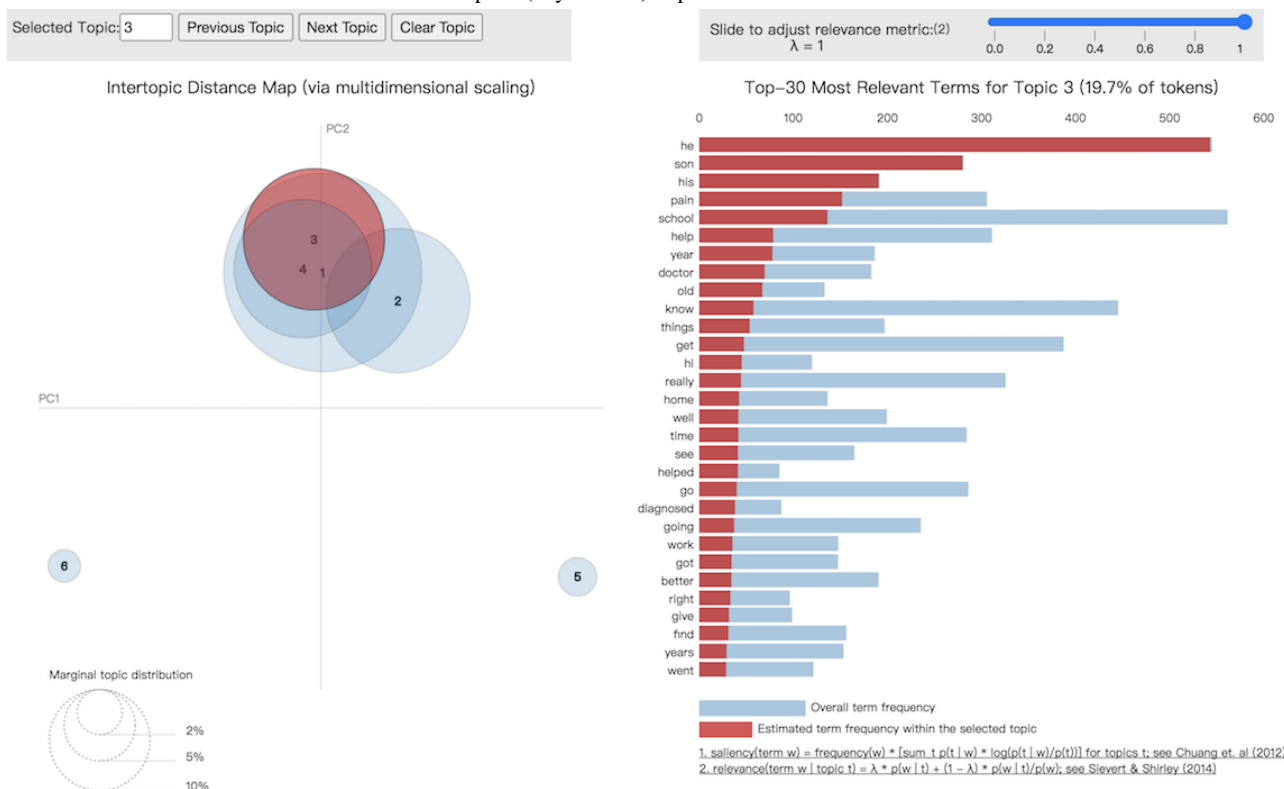 Selected Topic: 3 Previous Topic Next Topic Clear Topic
Slide to adjust relevance metric:(2)
λ = 1
0.0 0.2 0.4 0.6 0.8 1
Intertopic Distance Map (via multidimensional scaling)
PC2
PC1
3
4
1
2
6
5
Marginal topic distribution
2%
5%
10%
Top-30 Most Relevant Terms for Topic 3 (19.7% of tokens)
0 100 200 300 400 500 600
he
son
his
pain
school
help
year
doctor
old
know
things
get
hi
really
home
well
time
see
helped
go
diagnosed
going
work
got
better
right
give
find
years
went
Overall term frequency
Estimated term frequency within the selected topic
1. saliency(term w) = frequency(w) * [sum_t p(t | w) * log(p(t | w)/p(t))] for topics t; see Chuang et. al (2012)
2. relevance(term w | topic t) = λ * p(w | t) + (1 - λ) * p(w | t)/p(w); see Sievert & Shirley (2014)